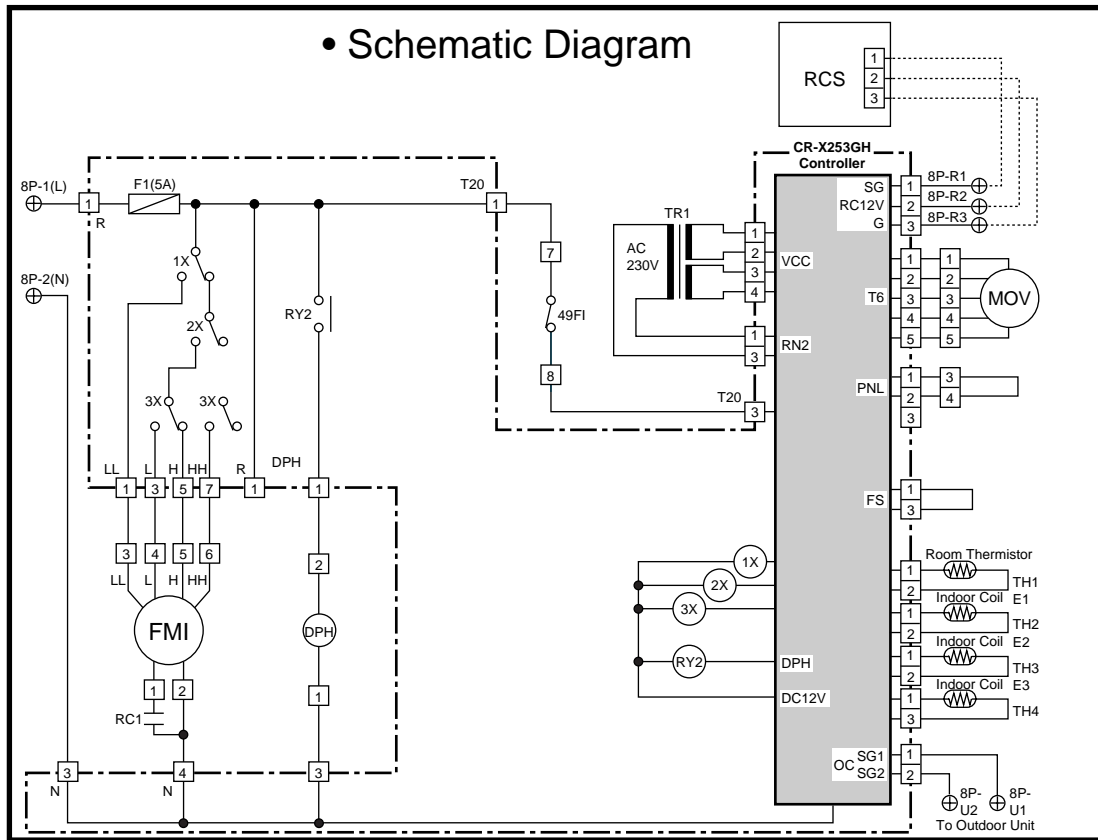 • Schematic Diagram
RCS
1
2
3
CR-X253GH
Controller
8P-1(L)
1
R
F1(5A)
T20
1
8P-2(N)
1X
2X
3X
3X
RY2
7
49FI
8
T20
3
TR1
AC
230V
1
2
3
4
VCC
1
3
RN2
SG
RC12V
G
1
2
3
8P-R1
8P-R2
8P-R3
T6
1
2
3
4
5
1
2
3
4
5
MOV
PNL
1
2
3
3
4
FS
1
3
LL
L
H
HH
R
DPH
1
3
5
7
1
1
3
4
5
6
LL
L
H
HH
FMI
1
2
RC1
2
DPH
1
3
N
4
N
3
1X
2X
3X
RY2
DPH
DC12V
Room Thermistor
1
2
TH1
Indoor Coil E1
1
2
TH2
Indoor Coil E2
1
2
TH3
Indoor Coil E3
1
3
TH4
OC
SG1
SG2
1
2
8P-
U2
8P-
U1
To Outdoor Unit